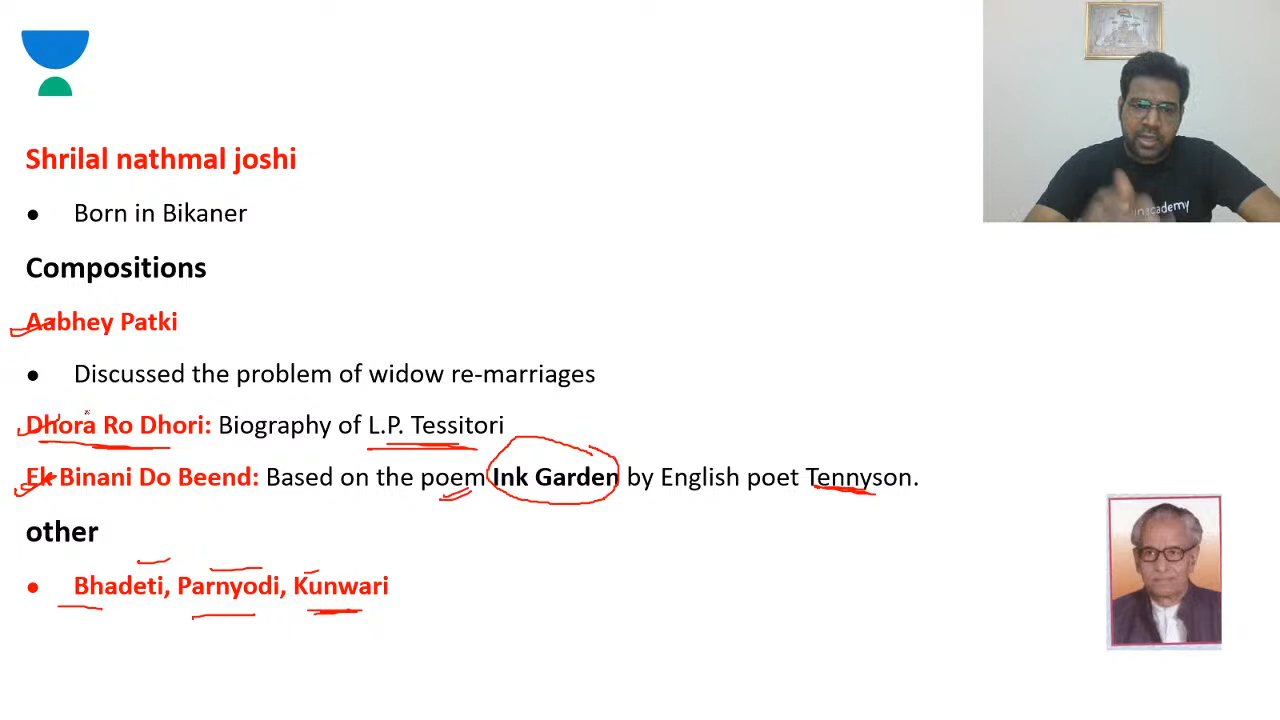 Shrilal nathmal joshi
● Born in Bikaner
Compositions
Aabhey Patki
● Discussed the problem of widow re-marriages
Dhora Ro Dhori: Biography of L.P. Tessitori
Ek Binani Do Beend: Based on the poem Ink Garden by English poet Tennyson.
other
● Bhadeti, Parnyodi, Kunwari
unacademy